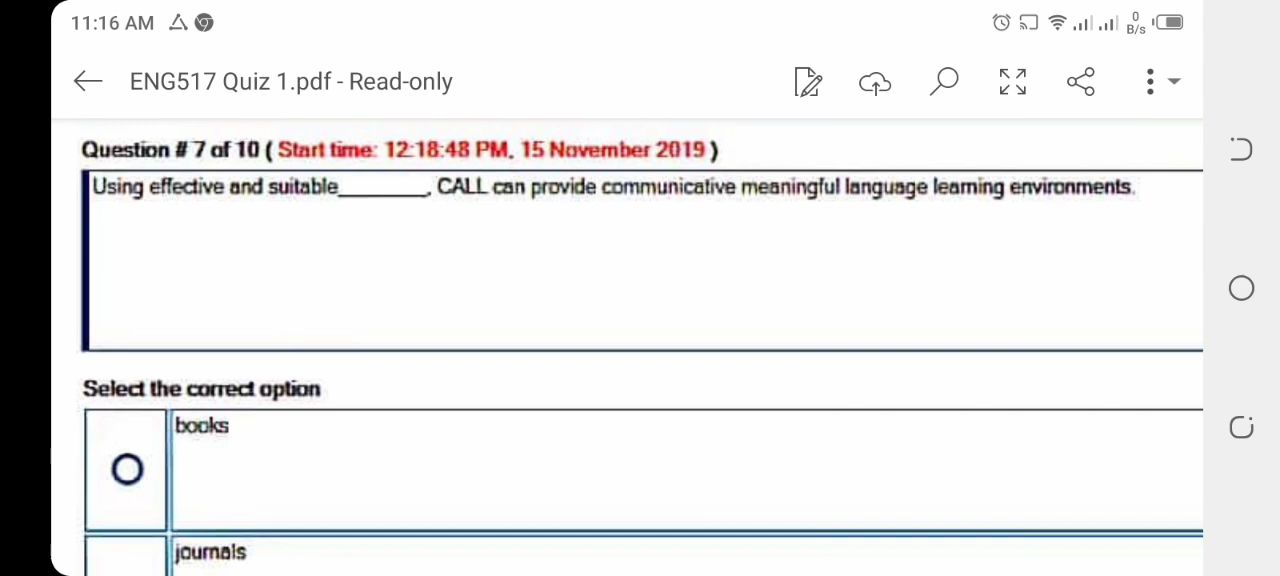 11:16 AM
0
B/s
ENG517 Quiz 1.pdf - Read-only
Question # 7 of 10 ( Start time: 12:18:48 PM, 15 November 2019 )
Using effective and suitable________, CALL can provide communicative meaningful language learning environments.
Select the correct option
books
journals